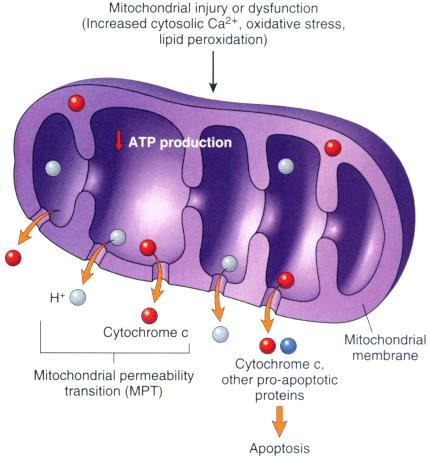 Mitochondrial injury or dysfunction
(Increased cytosolic Ca²⁺, oxidative stress,
lipid peroxidation)
ATP production
H⁺
Cytochrome c
Mitochondrial permeability
transition (MPT)
Cytochrome c,
other pro-apoptotic
proteins
Apoptosis
Mitochondrial
membrane